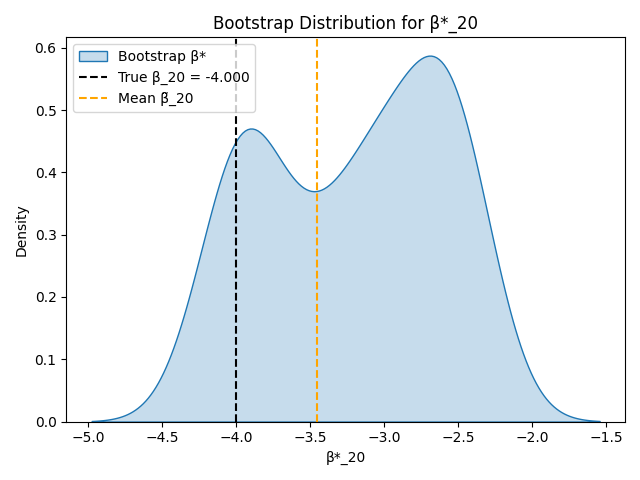 Bootstrap Distribution for β*_20
Bootstrap β*
True β_20 = -4.000
Mean β̂_20
0.6
0.5
0.4
0.3
0.2
0.1
0.0
Density
−5.0 −4.5 −4.0 −3.5 −3.0 −2.5 −2.0 −1.5
β*_20